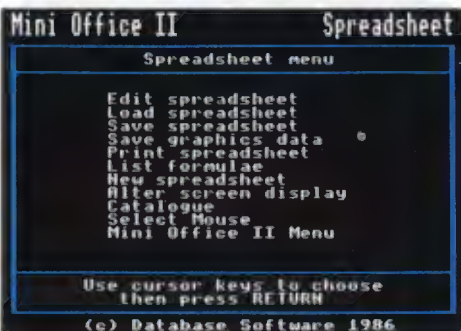 Mini Office II Spreadsheet
Spreadsheet menu
Edit spreadsheet
Load spreadsheet
Save spreadsheet
Save graphics data
Print spreadsheet
List formulae
New spreadsheet
Alter screen display
Catalogue
Select Mouse
Mini Office II Menu
Use cursor keys to choose
then press RETURN
(c) Database Software 1986